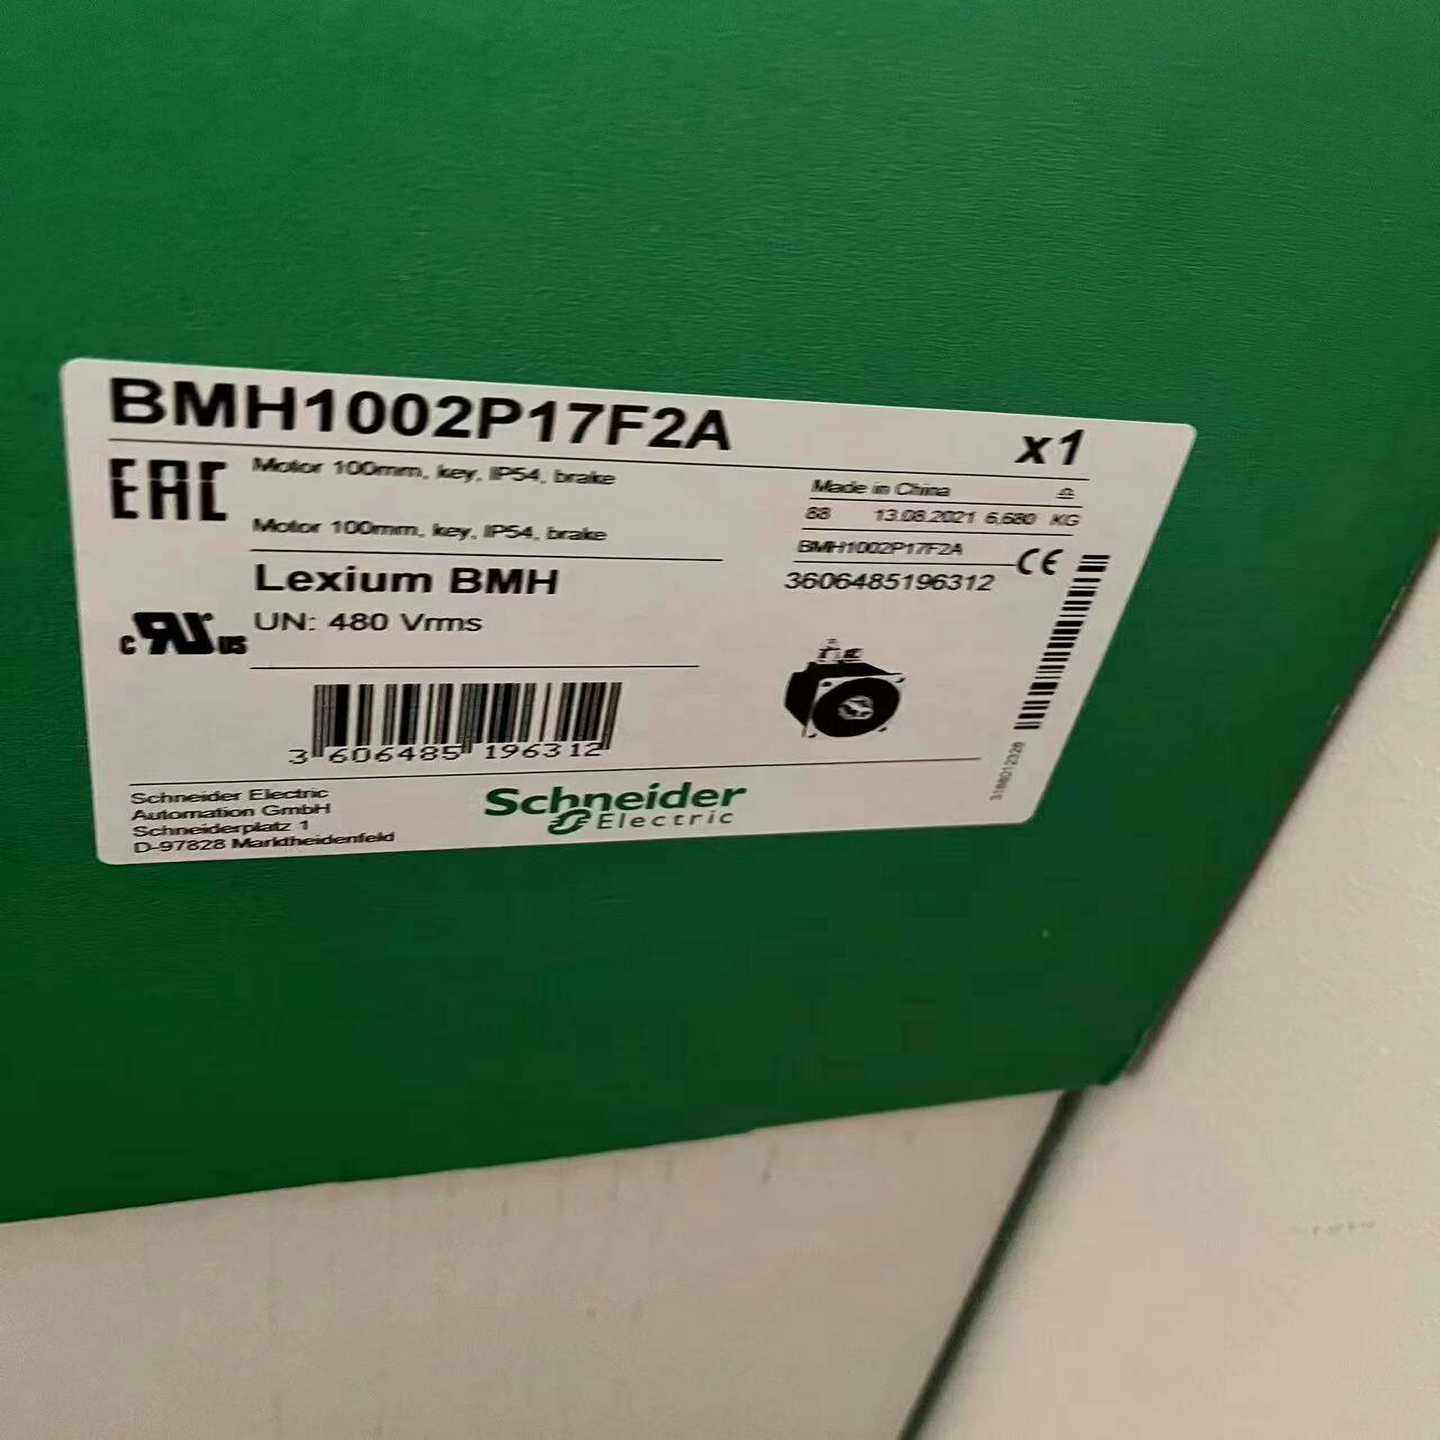 BMH1002P17F2A
x1
EAC
Motor 100mm, key, IP54, brake
Motor 100mm, key, IP54, brake
Made in China
88 13.08.2021 6,680 KG
BMH1002P17F2A
CE
3606485196312
Lexium BMH
UN: 480 Vrms
c RU US
3 606485 196312
3188012328
Schneider Electric
Automation GmbH
Schneiderplatz 1
D-97828 Marktheidenfeld
Schneider
Electric